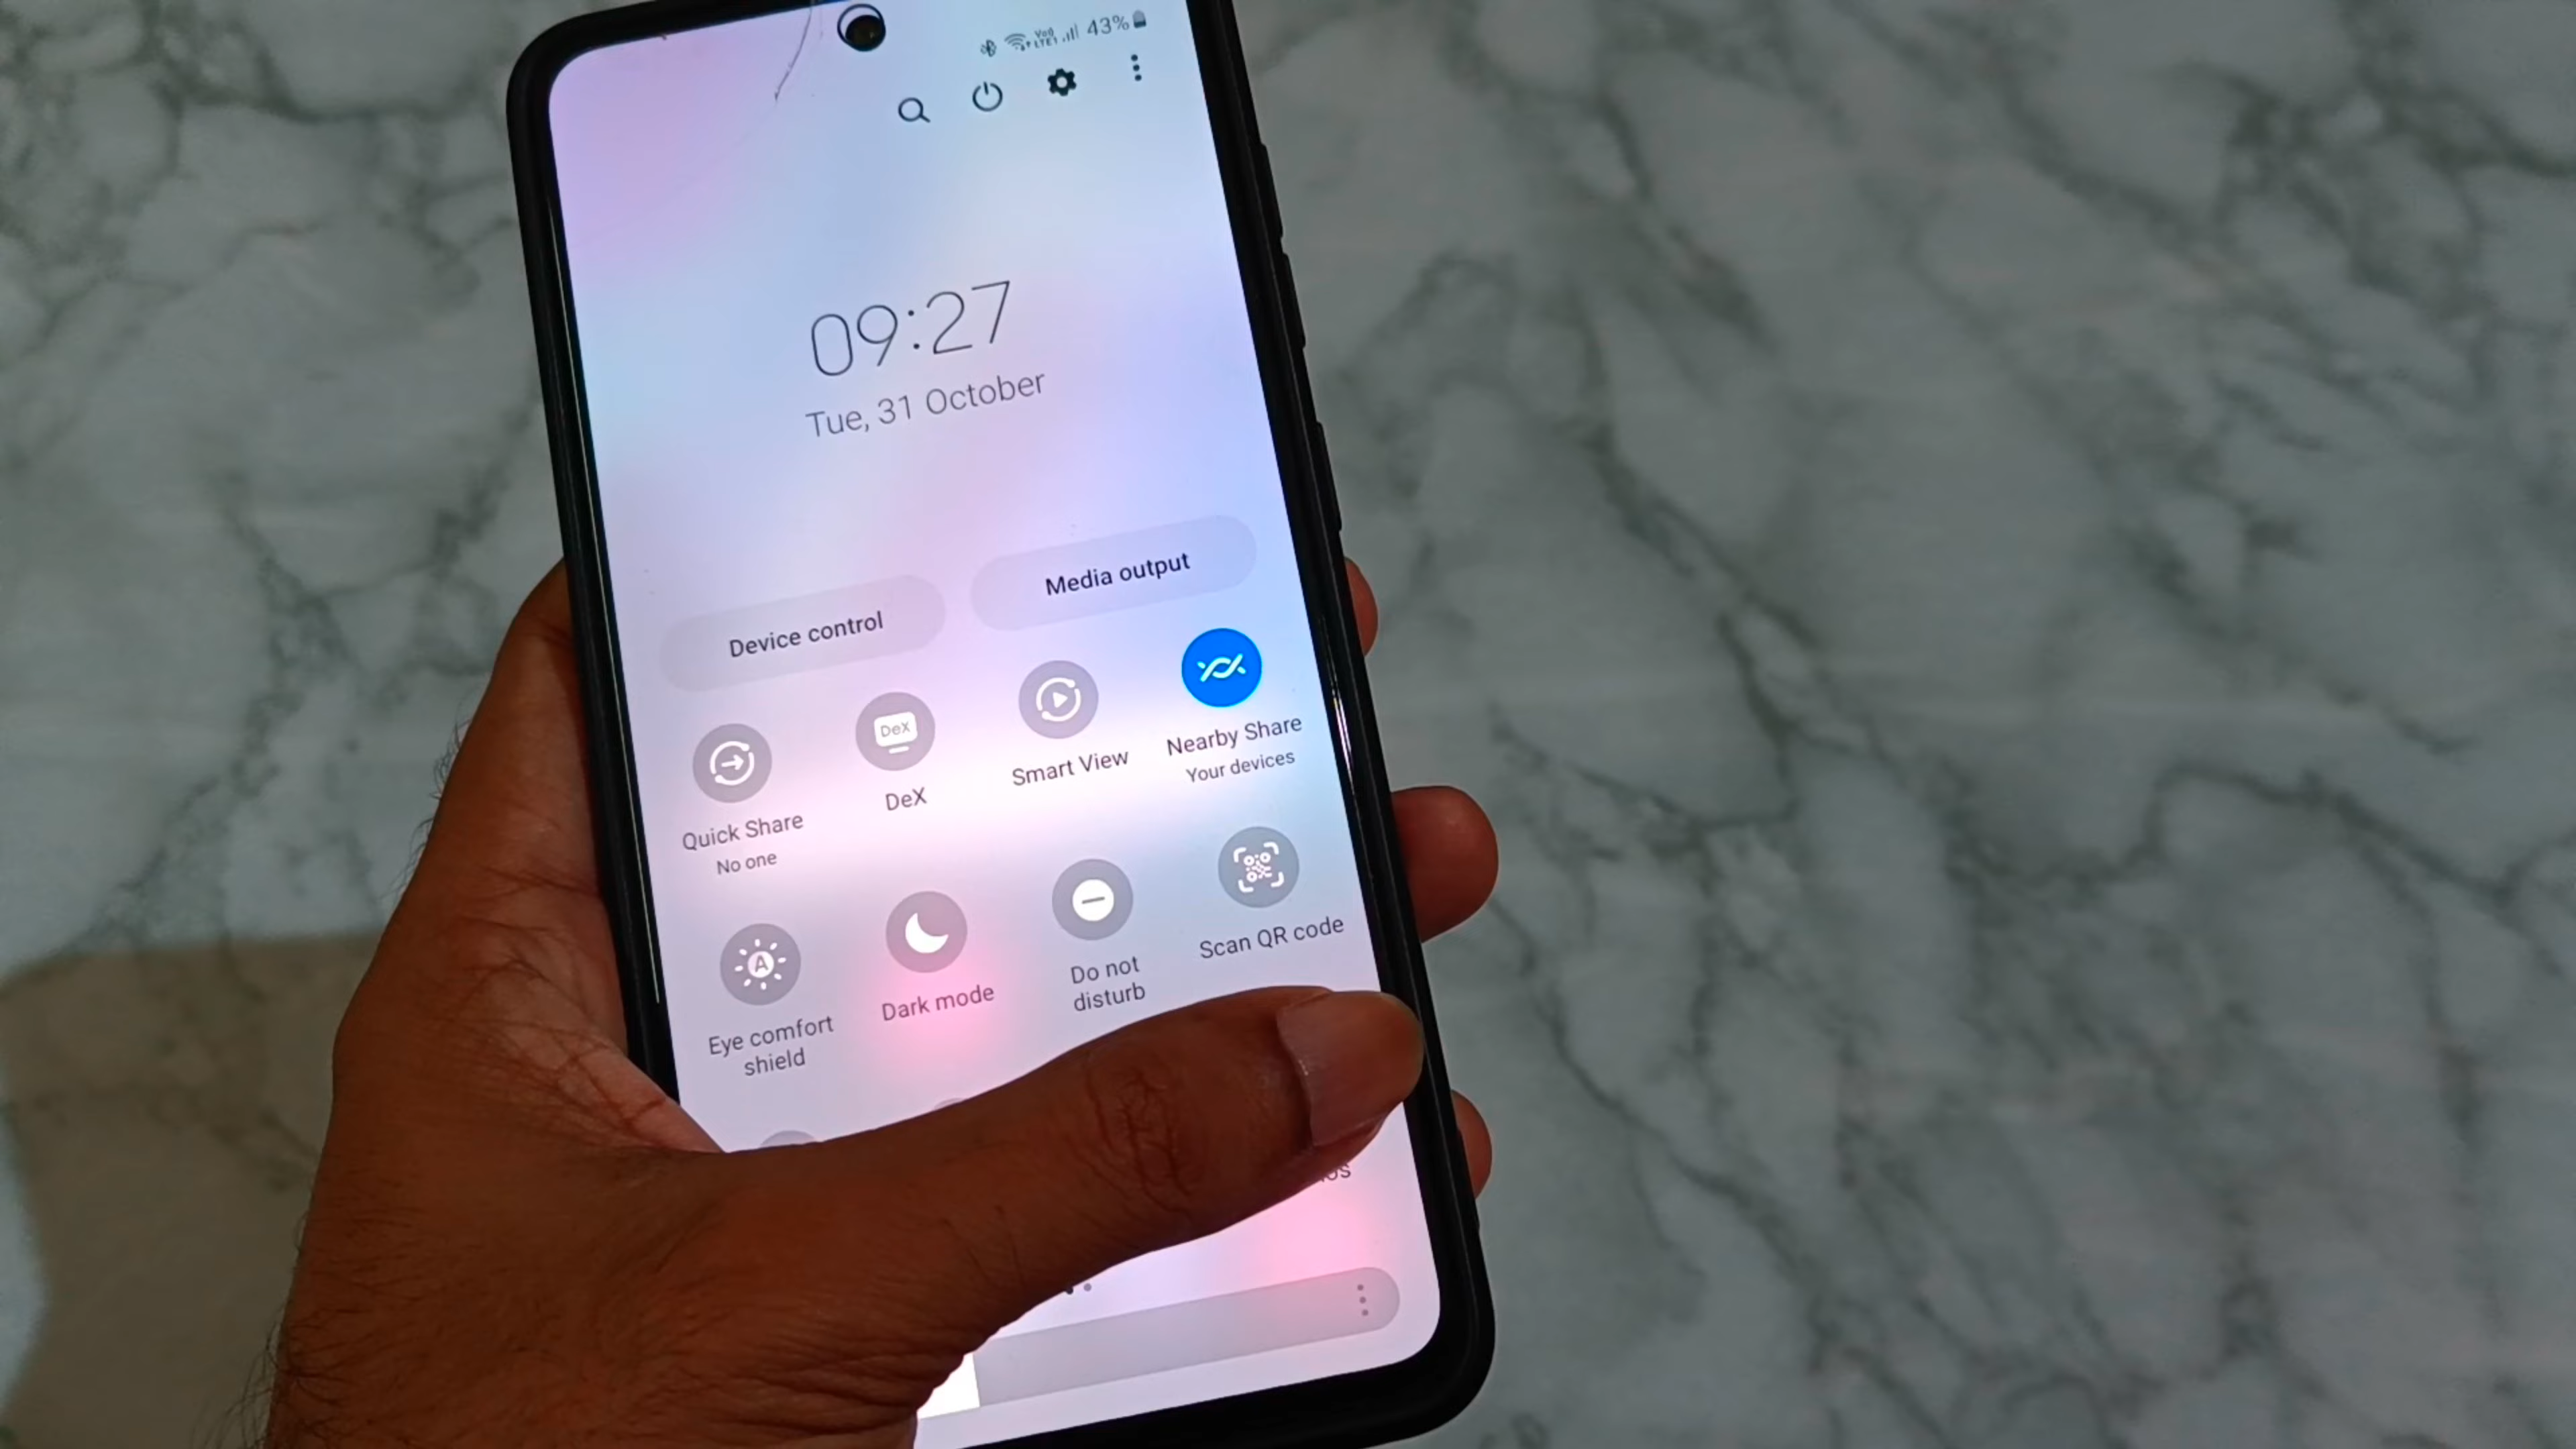 43%
09:27
Tue, 31 October
Device control
Media output
Quick Share
No one
DeX
DeX
Smart View
Nearby Share
Your devices
A
Eye comfort
shield
Dark mode
Do not
disturb
Scan QR code